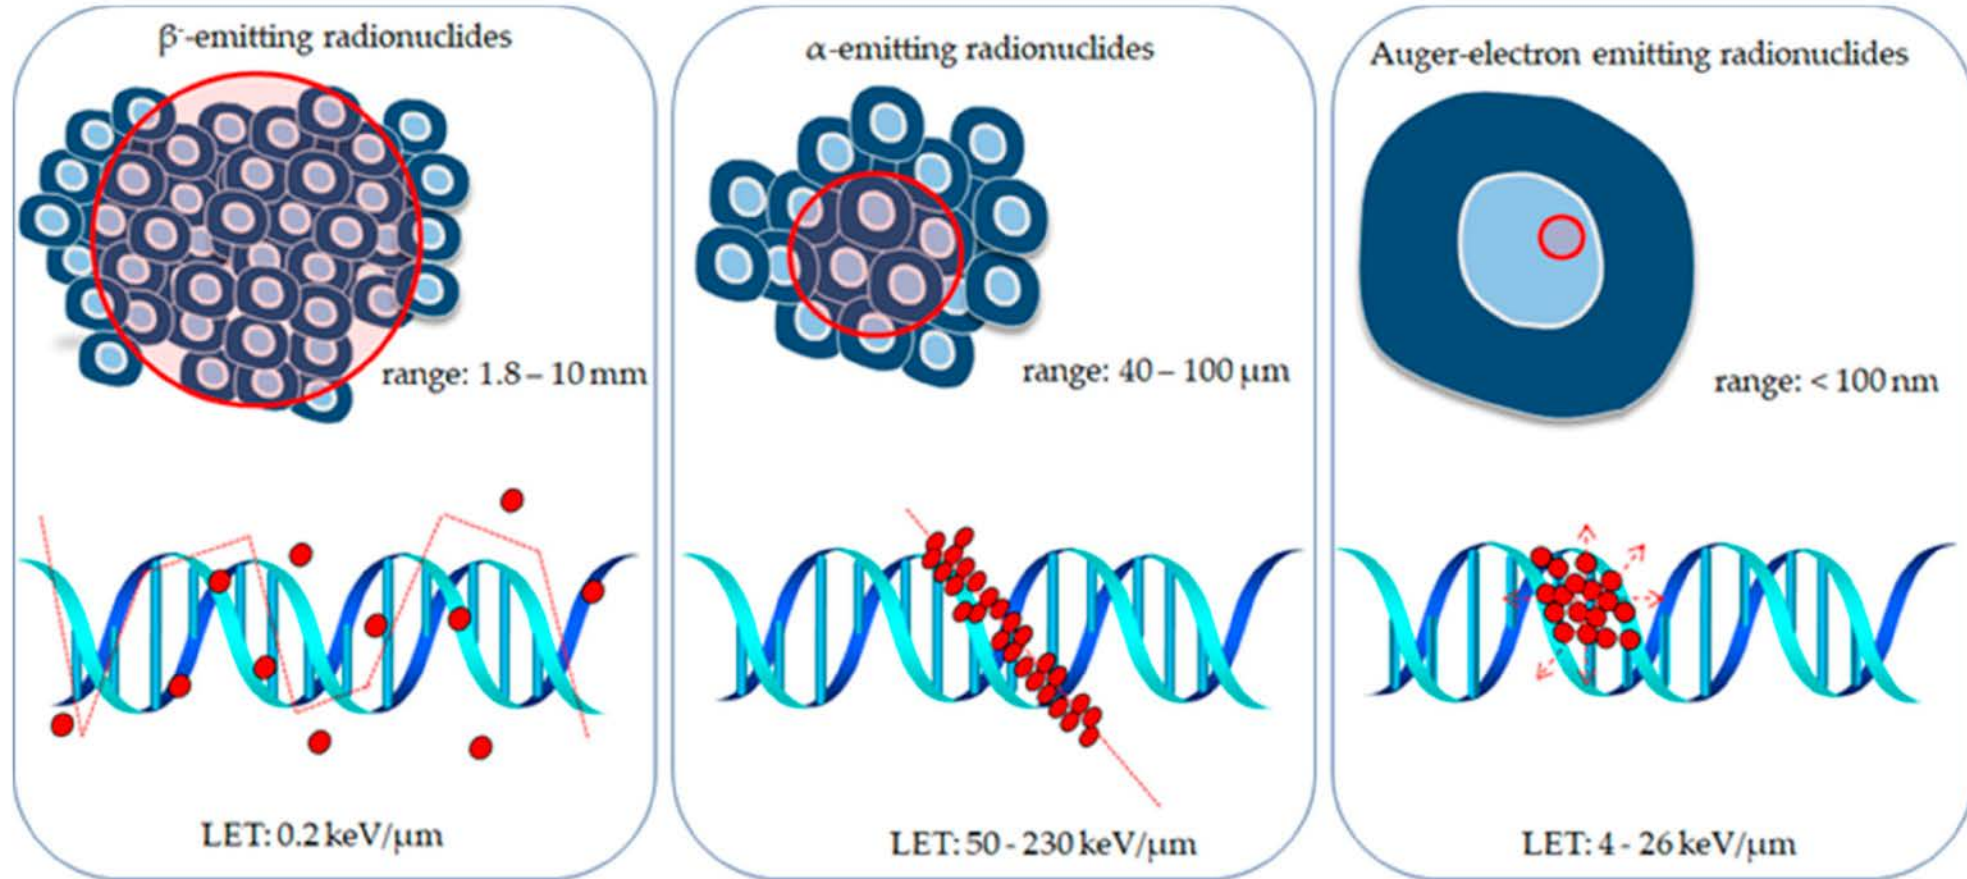 β⁻-emitting radionuclides
range: 1.8 – 10 mm
LET: 0.2 keV/μm
α-emitting radionuclides
range: 40 – 100 μm
LET: 50 - 230 keV/μm
Auger-electron emitting radionuclides
range: < 100 nm
LET: 4 - 26 keV/μm